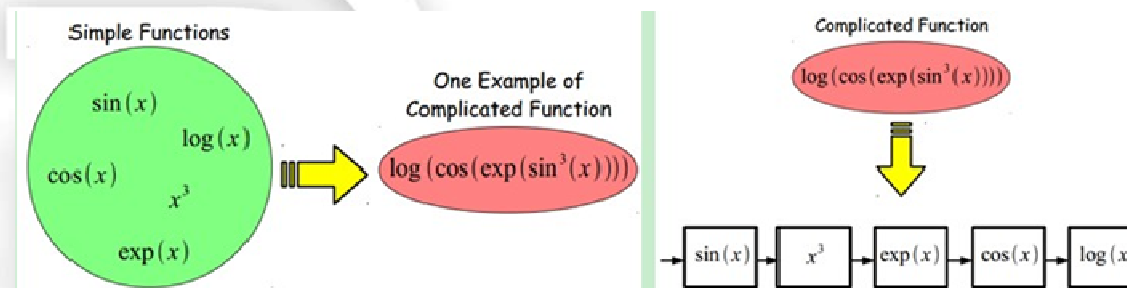 Simple Functions
sin(x)
log(x)
cos(x)
x³
exp(x)
One Example of
Complicated Function
log(cos(exp(sin³(x))))
Complicated Function
log(cos(exp(sin³(x))))
sin(x) x³ exp(x) cos(x) log(x